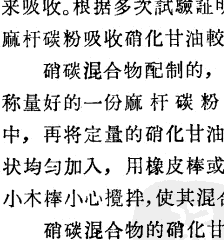 来吸收。根据多次試驗証明
麻杆碳粉吸收硝化甘油較
硝碳混合物配制的，
称量好的一份麻杆碳粉
中，再将定量的硝化甘油
状均匀加入，用橡皮棒或
小木棒小心攪拌，使其混合
硝碳混合物的硝化甘